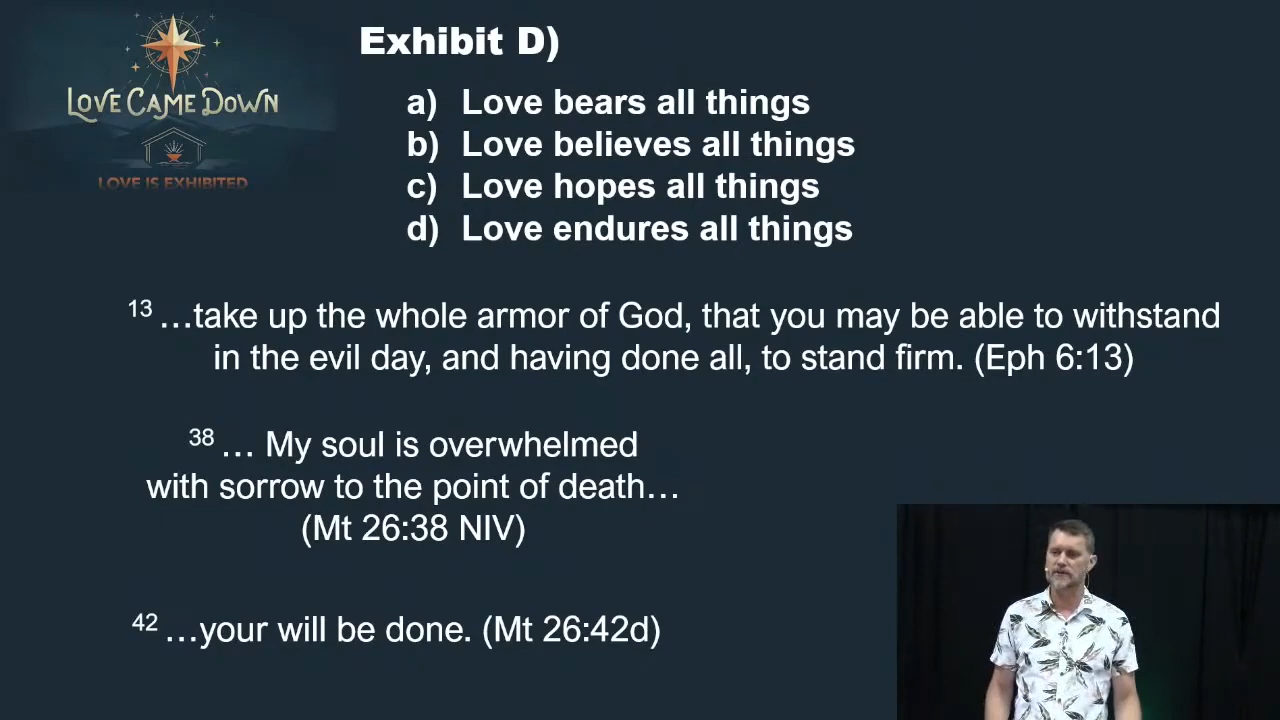 LOVE CAME DOWN
LOVE IS EXHIBITED
Exhibit D)
a) Love bears all things
b) Love believes all things
c) Love hopes all things
d) Love endures all things
13 …take up the whole armor of God, that you may be able to withstand
in the evil day, and having done all, to stand firm. (Eph 6:13)
38 … My soul is overwhelmed
with sorrow to the point of death…
(Mt 26:38 NIV)
42 …your will be done. (Mt 26:42d)